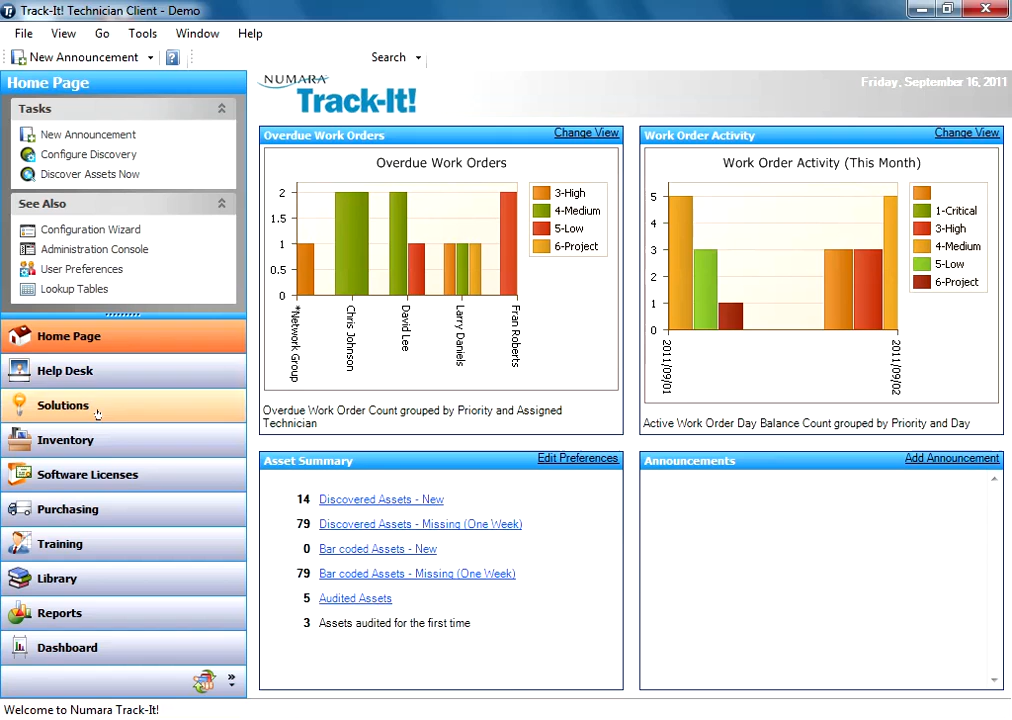 Track-It! Technician Client - Demo
File View Go Tools Window Help
New Announcement Search
Home Page
Tasks
New Announcement
Configure Discovery
Discover Assets Now
See Also
Configuration Wizard
Administration Console
User Preferences
Lookup Tables
Home Page
Help Desk
Solutions
Inventory
Software Licenses
Purchasing
Training
Library
Reports
Dashboard
NUMARA
Track-It!
Friday, September 16, 2011
Overdue Work Orders Change View
Overdue Work Orders
2
1.5
1
0.5
0
*Network Group
Chris Johnson
David Lee
Larry Daniels
Fran Roberts
3-High
4-Medium
5-Low
6-Project
Overdue Work Order Count grouped by Priority and Assigned
Technician
Work Order Activity Change View
Work Order Activity (This Month)
5
4
3
2
1
0
2011/09/01
2011/09/02
1-Critical
3-High
4-Medium
5-Low
6-Project
Active Work Order Day Balance Count grouped by Priority and Day
Asset Summary Edit Preferences
14 Discovered Assets - New
79 Discovered Assets - Missing (One Week)
0 Bar coded Assets - New
79 Bar coded Assets - Missing (One Week)
5 Audited Assets
3 Assets audited for the first time
Announcements Add Announcement
Welcome to Numara Track-It!